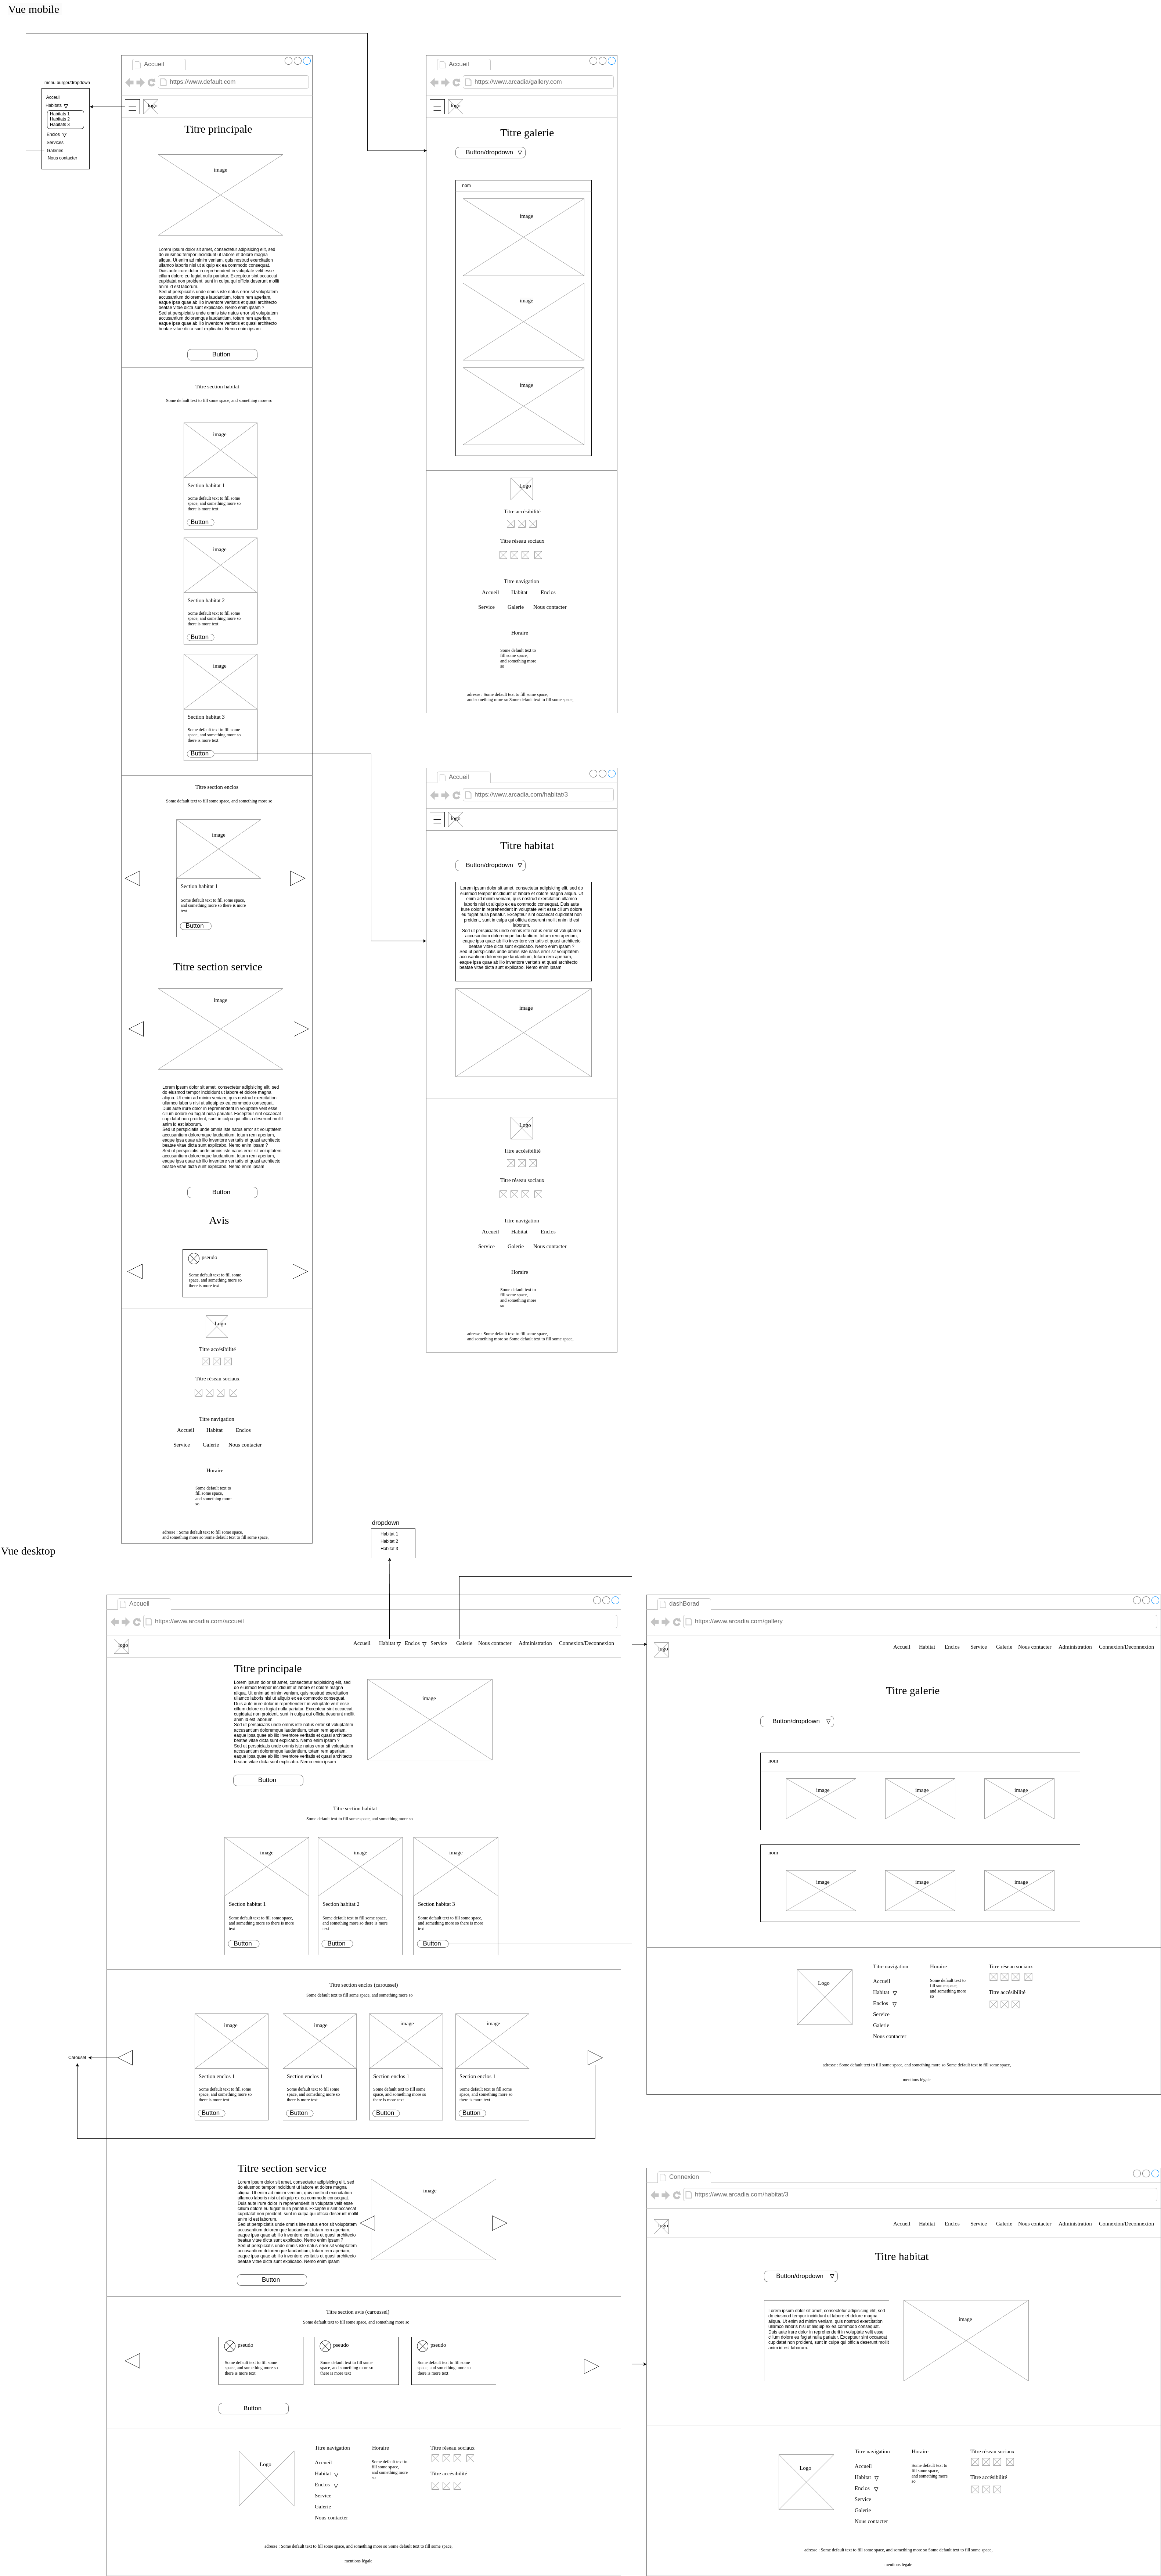 Vue mobile
menu burger/dropdown
Acceuil
Habitats
Habitats 1
Habitats 2
Habitats 3
Enclos
Services
Galeries
Nous contacter
Accueil
https://www.default.com
logo
Titre principale
image
Lorem ipsum dolor sit amet, consectetur adipisicing elit, sed
do eiusmod tempor incididunt ut labore et dolore magna
aliqua. Ut enim ad minim veniam, quis nostrud exercitation
ullamco laboris nisi ut aliquip ex ea commodo consequat.
Duis aute irure dolor in reprehenderit in voluptate velit esse
cillum dolore eu fugiat nulla pariatur. Excepteur sint occaecat
cupidatat non proident, sunt in culpa qui officia deserunt mollit
anim id est laborum.
Sed ut perspiciatis unde omnis iste natus error sit voluptatem
accusantium doloremque laudantium, totam rem aperiam,
eaque ipsa quae ab illo inventore veritatis et quasi architecto
beatae vitae dicta sunt explicabo. Nemo enim ipsam ?
Sed ut perspiciatis unde omnis iste natus error sit voluptatem
accusantium doloremque laudantium, totam rem aperiam,
eaque ipsa quae ab illo inventore veritatis et quasi architecto
beatae vitae dicta sunt explicabo. Nemo enim ipsam
Button
Titre section habitat
Some default text to fill some space, and something more so
image
Section habitat 1
Some default text to fill some
space, and something more so
there is more text
Button
image
Section habitat 2
Some default text to fill some
space, and something more so
there is more text
Button
image
Section habitat 3
Some default text to fill some
space, and something more so
there is more text
Button
Titre section enclos
Some default text to fill some space, and something more so
image
Section habitat 1
Some default text to fill some space,
and something more so there is more
text
Button
Titre section service
image
Lorem ipsum dolor sit amet, consectetur adipisicing elit, sed
do eiusmod tempor incididunt ut labore et dolore magna
aliqua. Ut enim ad minim veniam, quis nostrud exercitation
ullamco laboris nisi ut aliquip ex ea commodo consequat.
Duis aute irure dolor in reprehenderit in voluptate velit esse
cillum dolore eu fugiat nulla pariatur. Excepteur sint occaecat
cupidatat non proident, sunt in culpa qui officia deserunt mollit
anim id est laborum.
Sed ut perspiciatis unde omnis iste natus error sit voluptatem
accusantium doloremque laudantium, totam rem aperiam,
eaque ipsa quae ab illo inventore veritatis et quasi architecto
beatae vitae dicta sunt explicabo. Nemo enim ipsam ?
Sed ut perspiciatis unde omnis iste natus error sit voluptatem
accusantium doloremque laudantium, totam rem aperiam,
eaque ipsa quae ab illo inventore veritatis et quasi architecto
beatae vitae dicta sunt explicabo. Nemo enim ipsam
Button
Avis
pseudo
Some default text to fill some
space, and something more so
there is more text
Logo
Titre accésibilité
Titre réseau sociaux
Titre navigation
Accueil Habitat Enclos
Service Galerie Nous contacter
Horaire
Some default text to
fill some space,
and something more
so
adresse : Some default text to fill some space,
and something more so Some default text to fill some space,
Accueil
https://www.arcadia/gallery.com
logo
Titre galerie
Button/dropdown
nom
image
image
image
Logo
Titre accésibilité
Titre réseau sociaux
Titre navigation
Accueil Habitat Enclos
Service Galerie Nous contacter
Horaire
Some default text to
fill some space,
and something more
so
adresse : Some default text to fill some space,
and something more so Some default text to fill some space,
Accueil
https://www.arcadia.com/habitat/3
logo
Titre habitat
Button/dropdown
Lorem ipsum dolor sit amet, consectetur adipisicing elit, sed do
eiusmod tempor incididunt ut labore et dolore magna aliqua. Ut
enim ad minim veniam, quis nostrud exercitation ullamco
laboris nisi ut aliquip ex ea commodo consequat. Duis aute
irure dolor in reprehenderit in voluptate velit esse cillum dolore
eu fugiat nulla pariatur. Excepteur sint occaecat cupidatat non
proident, sunt in culpa qui officia deserunt mollit anim id est
laborum.
Sed ut perspiciatis unde omnis iste natus error sit voluptatem
accusantium doloremque laudantium, totam rem aperiam,
eaque ipsa quae ab illo inventore veritatis et quasi architecto
beatae vitae dicta sunt explicabo. Nemo enim ipsam ?
Sed ut perspiciatis unde omnis iste natus error sit voluptatem
accusantium doloremque laudantium, totam rem aperiam,
eaque ipsa quae ab illo inventore veritatis et quasi architecto
beatae vitae dicta sunt explicabo. Nemo enim ipsam
image
Logo
Titre accésibilité
Titre réseau sociaux
Titre navigation
Accueil Habitat Enclos
Service Galerie Nous contacter
Horaire
Some default text to
fill some space,
and something more
so
adresse : Some default text to fill some space,
and something more so Some default text to fill some space,
Vue desktop
dropdown
Habitat 1
Habitat 2
Habitat 3
Accueil
https://www.arcadia.com/accueil
logo
Accueil Habitat Enclos Service Galerie Nous contacter Administration Connexion/Deconnexion
Titre principale
Lorem ipsum dolor sit amet, consectetur adipisicing elit, sed
do eiusmod tempor incididunt ut labore et dolore magna
aliqua. Ut enim ad minim veniam, quis nostrud exercitation
ullamco laboris nisi ut aliquip ex ea commodo consequat.
Duis aute irure dolor in reprehenderit in voluptate velit esse
cillum dolore eu fugiat nulla pariatur. Excepteur sint occaecat
cupidatat non proident, sunt in culpa qui officia deserunt mollit
anim id est laborum.
Sed ut perspiciatis unde omnis iste natus error sit voluptatem
accusantium doloremque laudantium, totam rem aperiam,
eaque ipsa quae ab illo inventore veritatis et quasi architecto
beatae vitae dicta sunt explicabo. Nemo enim ipsam ?
Sed ut perspiciatis unde omnis iste natus error sit voluptatem
accusantium doloremque laudantium, totam rem aperiam,
eaque ipsa quae ab illo inventore veritatis et quasi architecto
beatae vitae dicta sunt explicabo. Nemo enim ipsam
image
Button
Titre section habitat
Some default text to fill some space, and something more so
image
Section habitat 1
Some default text to fill some space,
and something more so there is more
text
Button
image
Section habitat 2
Some default text to fill some space,
and something more so there is more
text
Button
image
Section habitat 3
Some default text to fill some space,
and something more so there is more
text
Button
Titre section enclos (caroussel)
Some default text to fill some space, and something more so
Carousel
image
Section enclos 1
Some default text to fill some
space, and something more so
there is more text
Button
image
Section enclos 1
Some default text to fill some
space, and something more so
there is more text
Button
image
Section enclos 1
Some default text to fill some
space, and something more so
there is more text
Button
image
Section enclos 1
Some default text to fill some
space, and something more so
there is more text
Button
Titre section service
Lorem ipsum dolor sit amet, consectetur adipisicing elit, sed
do eiusmod tempor incididunt ut labore et dolore magna
aliqua. Ut enim ad minim veniam, quis nostrud exercitation
ullamco laboris nisi ut aliquip ex ea commodo consequat.
Duis aute irure dolor in reprehenderit in voluptate velit esse
cillum dolore eu fugiat nulla pariatur. Excepteur sint occaecat
cupidatat non proident, sunt in culpa qui officia deserunt mollit
anim id est laborum.
Sed ut perspiciatis unde omnis iste natus error sit voluptatem
accusantium doloremque laudantium, totam rem aperiam,
eaque ipsa quae ab illo inventore veritatis et quasi architecto
beatae vitae dicta sunt explicabo. Nemo enim ipsam ?
Sed ut perspiciatis unde omnis iste natus error sit voluptatem
accusantium doloremque laudantium, totam rem aperiam,
eaque ipsa quae ab illo inventore veritatis et quasi architecto
beatae vitae dicta sunt explicabo. Nemo enim ipsam
image
Button
Titre section avis (caroussel)
Some default text to fill some space, and something more so
pseudo
Some default text to fill some
space, and something more so
there is more text
pseudo
Some default text to fill some
space, and something more so
there is more text
pseudo
Some default text to fill some
space, and something more so
there is more text
Button
Logo
Titre navigation
Accueil
Habitat
Enclos
Service
Galerie
Nous contacter
Horaire
Some default text to
fill some space,
and something more
so
Titre réseau sociaux
Titre accésibilité
adresse : Some default text to fill some space, and something more so Some default text to fill some space,
mentions légale
dashBorad
https://www.arcadia.com/gallery
logo
Accueil Habitat Enclos Service Galerie Nous contacter Administration Connexion/Deconnexion
Titre galerie
Button/dropdown
nom
image image image
nom
image image image
Logo
Titre navigation
Accueil
Habitat
Enclos
Service
Galerie
Nous contacter
Horaire
Some default text to
fill some space,
and something more
so
Titre réseau sociaux
Titre accésibilité
adresse : Some default text to fill some space, and something more so Some default text to fill some space,
mentions légale
Connexion
https://www.arcadia.com/habitat/3
logo
Accueil Habitat Enclos Service Galerie Nous contacter Administration Connexion/Deconnexion
Titre habitat
Button/dropdown
Lorem ipsum dolor sit amet, consectetur adipisicing elit, sed
do eiusmod tempor incididunt ut labore et dolore magna
aliqua. Ut enim ad minim veniam, quis nostrud exercitation
ullamco laboris nisi ut aliquip ex ea commodo consequat.
Duis aute irure dolor in reprehenderit in voluptate velit esse
cillum dolore eu fugiat nulla pariatur. Excepteur sint occaecat
cupidatat non proident, sunt in culpa qui officia deserunt mollit
anim id est laborum.
image
Logo
Titre navigation
Accueil
Habitat
Enclos
Service
Galerie
Nous contacter
Horaire
Some default text to
fill some space,
and something more
so
Titre réseau sociaux
Titre accésibilité
adresse : Some default text to fill some space, and something more so Some default text to fill some space,
mentions légale